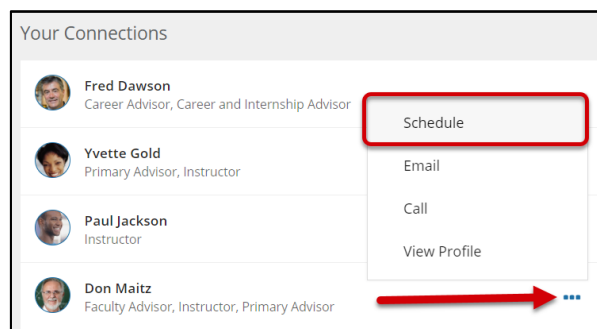 Your Connections
Fred Dawson
Career Advisor, Career and Internship Advisor
Schedule
Yvette Gold
Primary Advisor, Instructor
Email
Call
Paul Jackson
Instructor
View Profile
Don Maitz
Faculty Advisor, Instructor, Primary Advisor